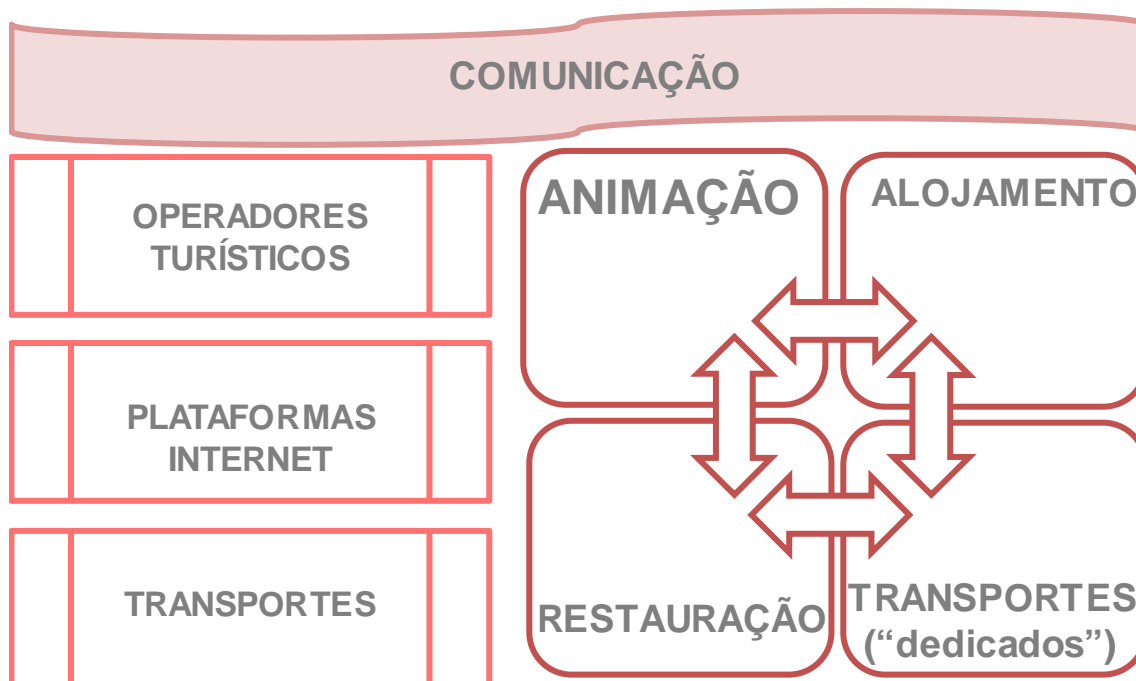 COMUNICAÇÃO
OPERADORES
TURÍSTICOS
PLATAFORMAS
INTERNET
TRANSPORTES
ANIMAÇÃO
ALOJAMENTO
RESTAURAÇÃO
TRANSPORTES
(“dedicados”)